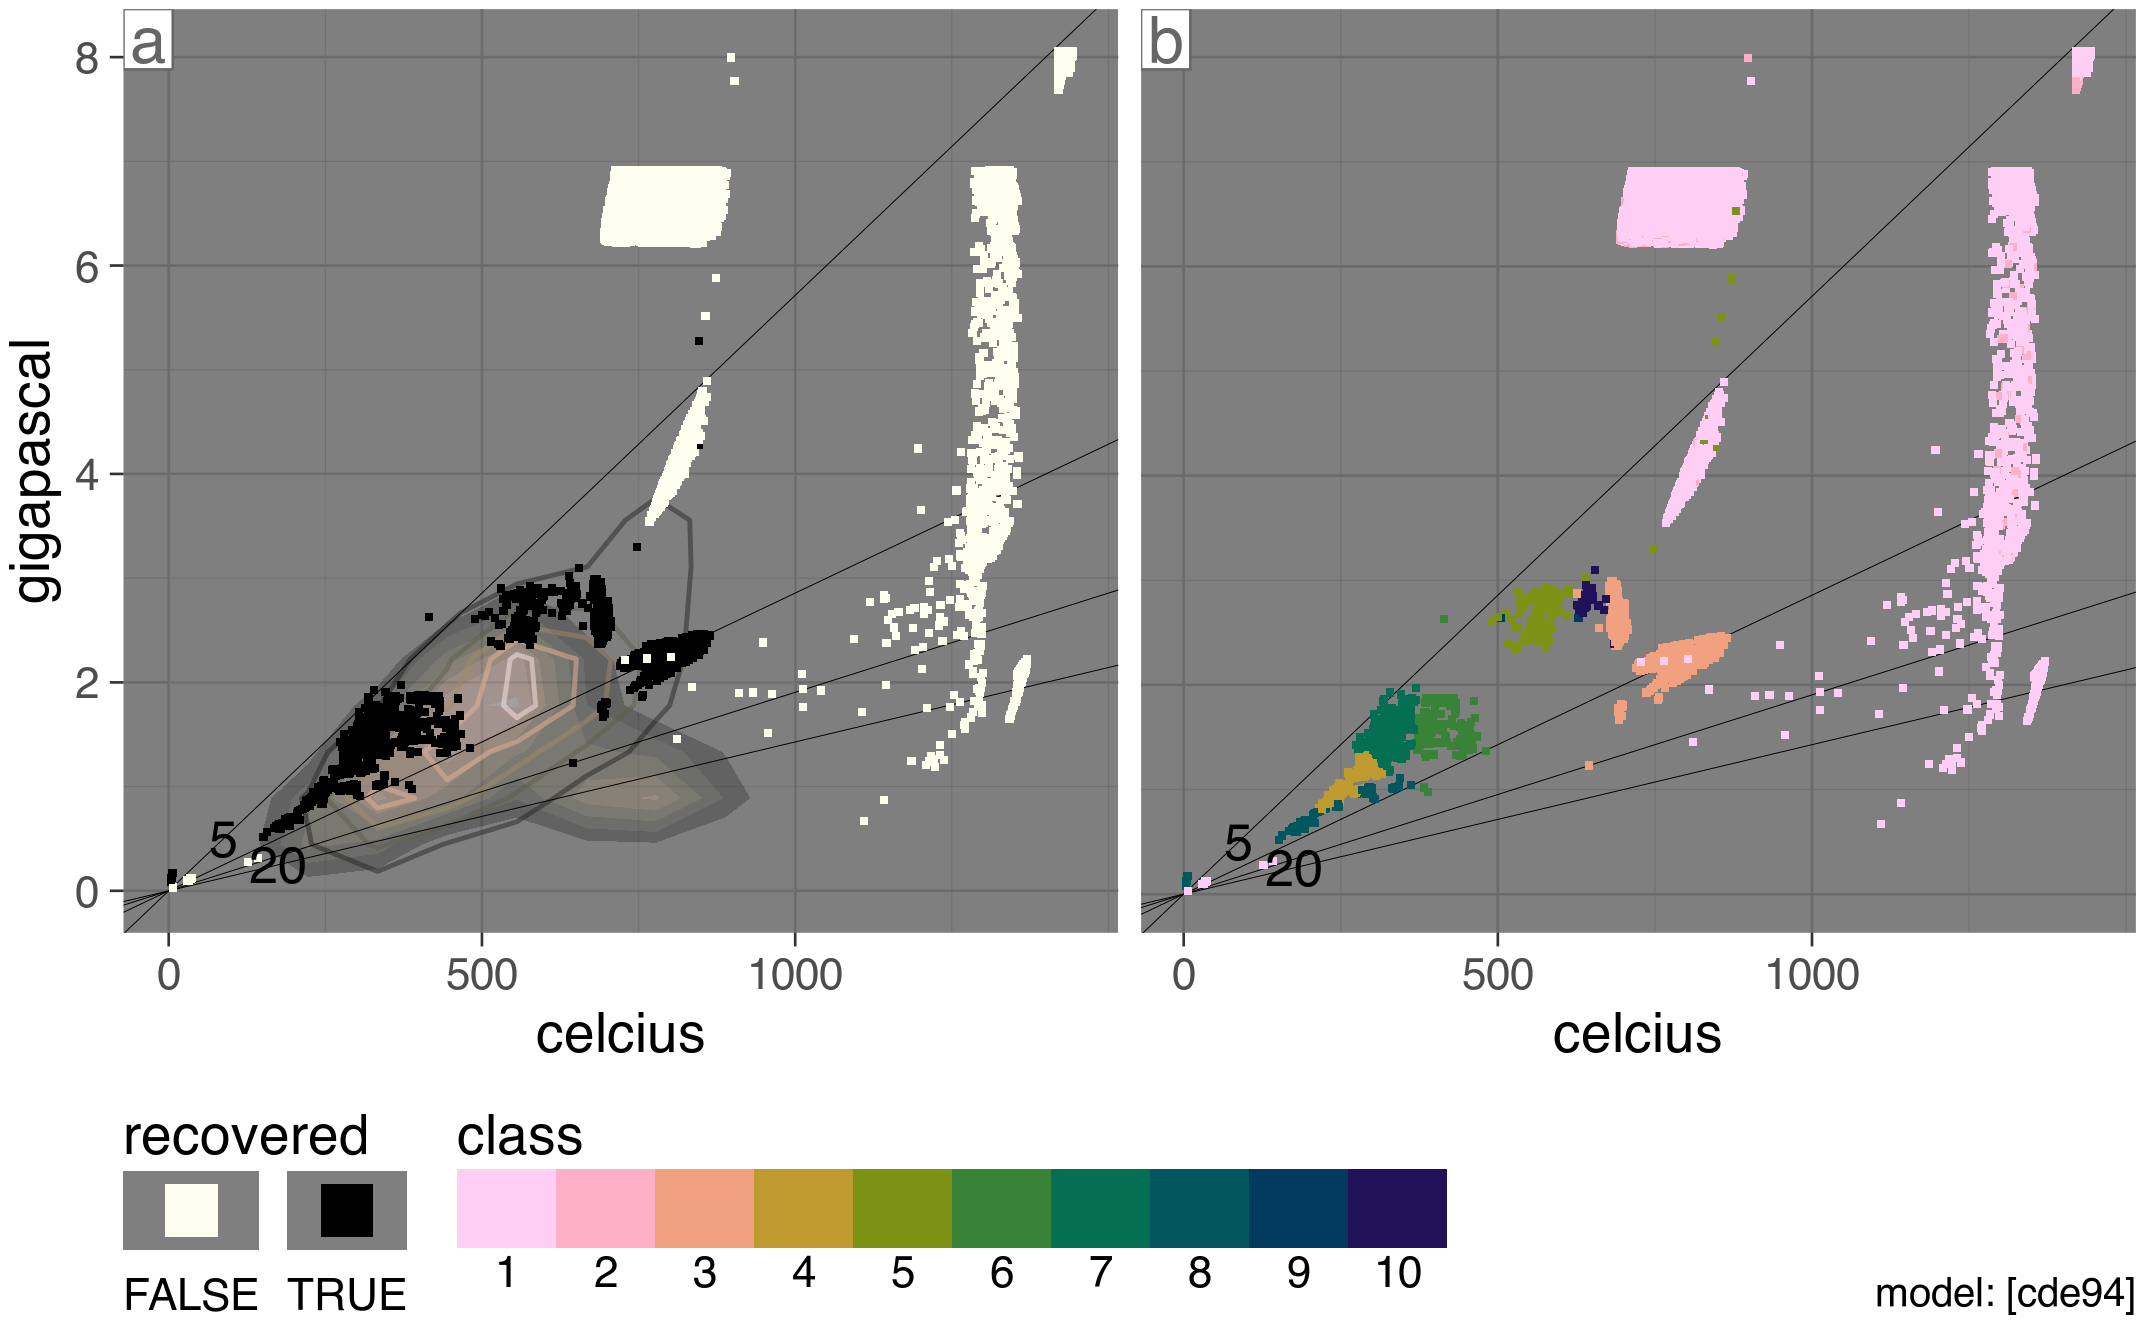 a
b
gigapascal
8
6
4
2
0
5
20
5
20
0 500 1000
0 500 1000
celcius
celcius
recovered
FALSE TRUE
class
1 2 3 4 5 6 7 8 9 10
model: [cde94]